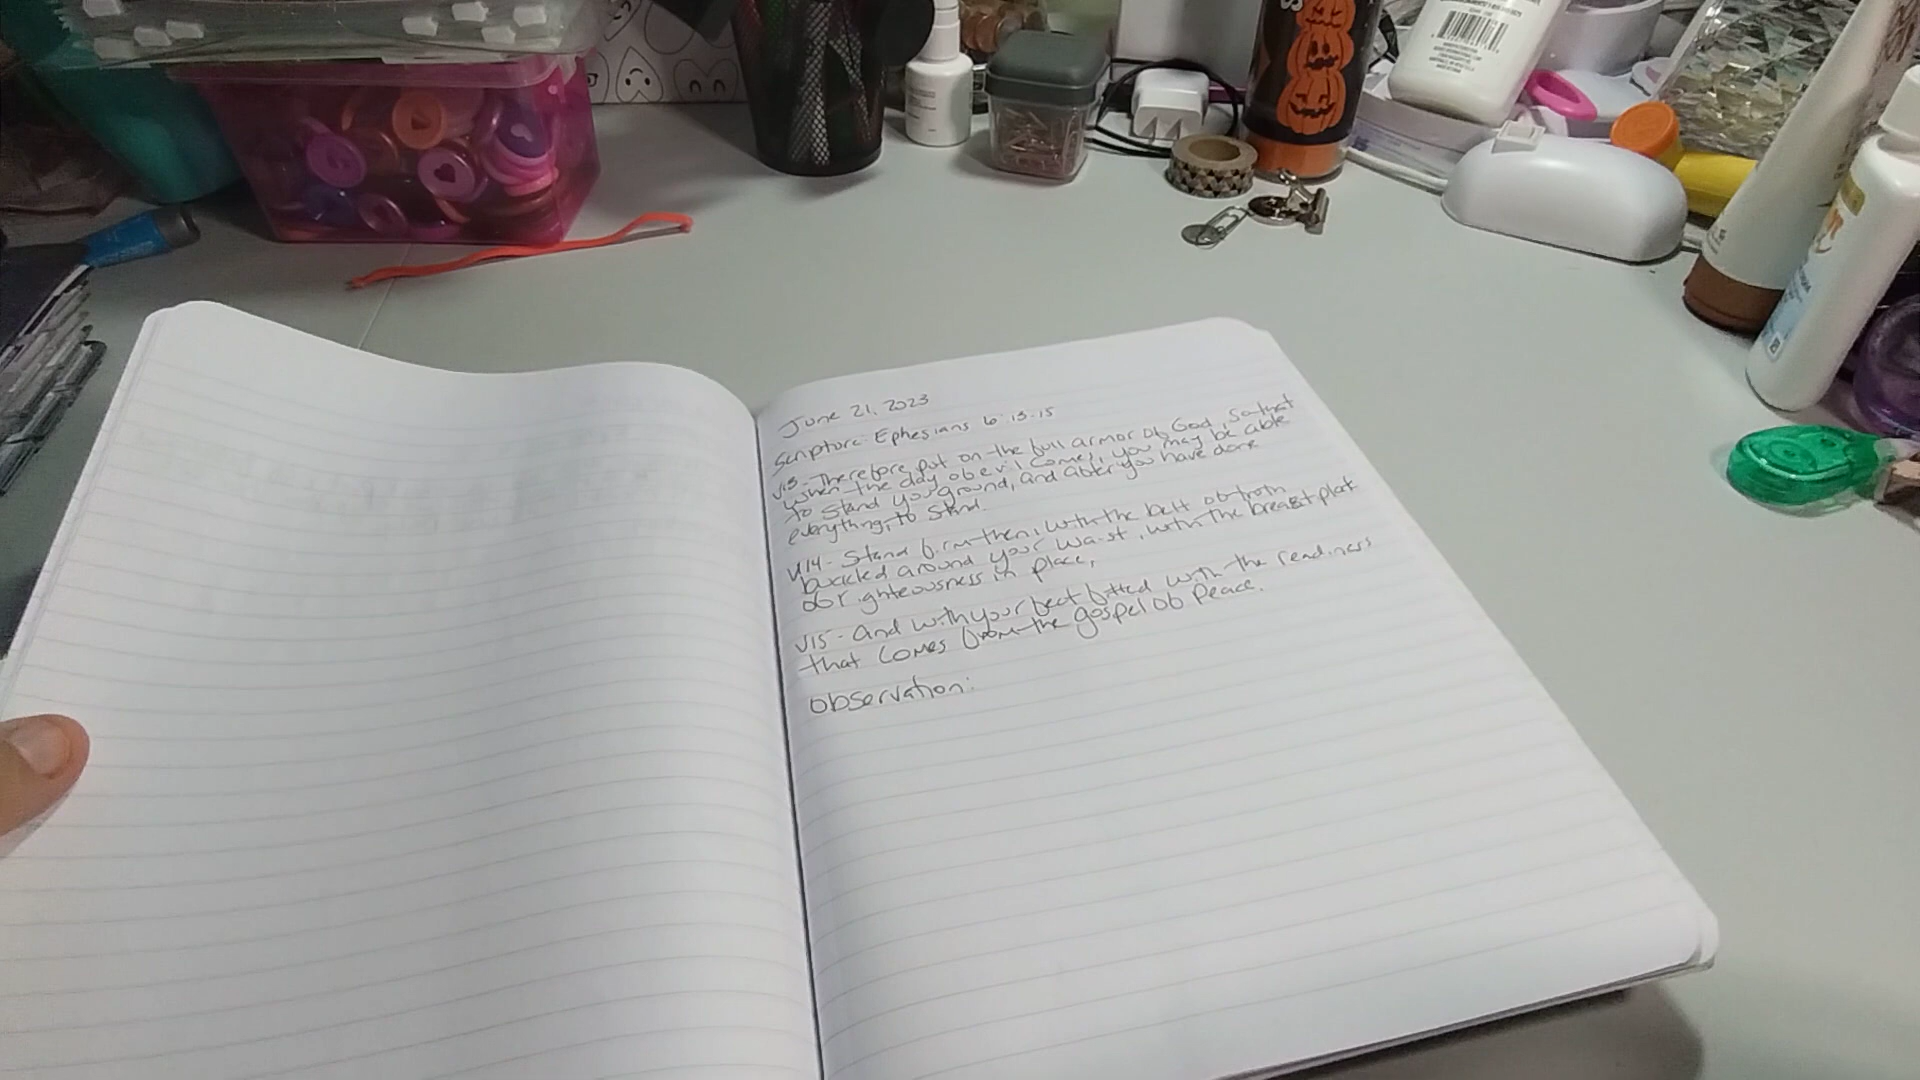 June 21, 2023
Scripture: Ephesians 6:13-15
V13- Therefore, put on the full armor of God, so that
when the day of evil comes, you may be able
to stand your ground, and after you have done
everything, to stand.
V14- Stand firm then, with the belt of truth
buckled around your waist, with the breastplat
of righteousness in place,
V15- and with your feet fitted with the readiness
that comes from the gospel of peace.
Observation: